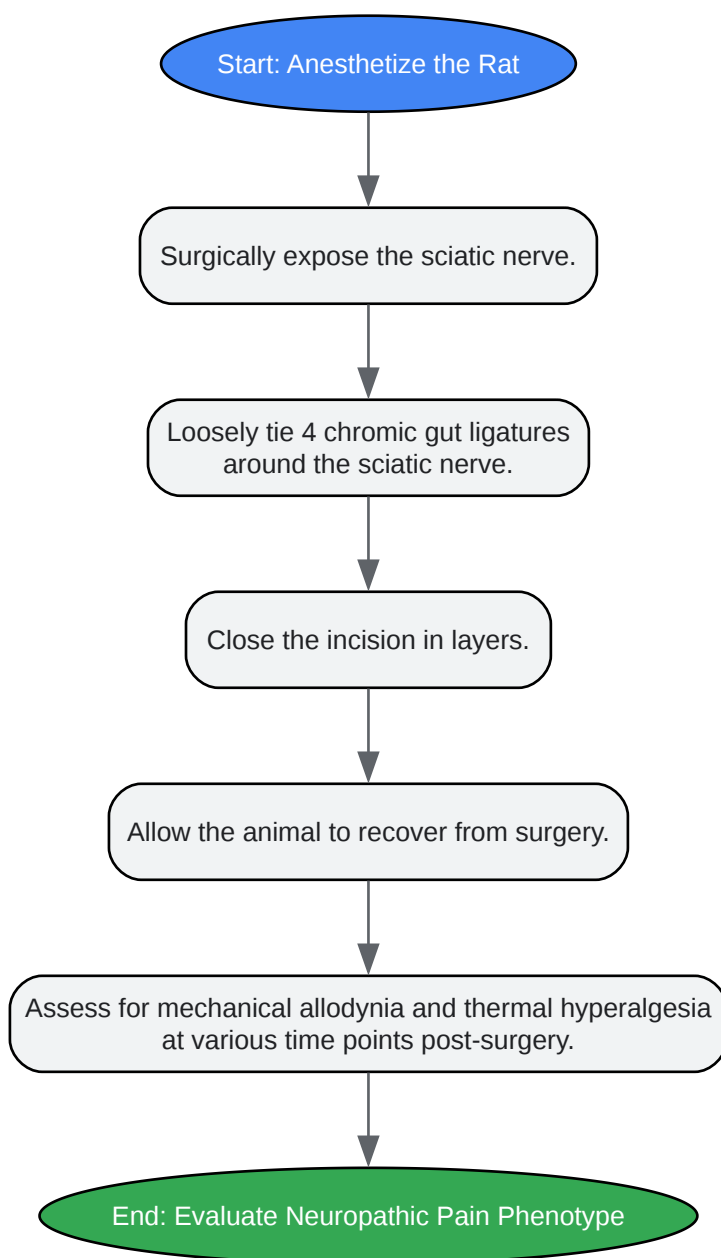 Start: Anesthetize the Rat
Surgically expose the sciatic nerve.
Loosely tie 4 chromic gut ligatures
around the sciatic nerve.
Close the incision in layers.
Allow the animal to recover from surgery.
Assess for mechanical allodynia and thermal hyperalgesia
at various time points post-surgery.
End: Evaluate Neuropathic Pain Phenotype